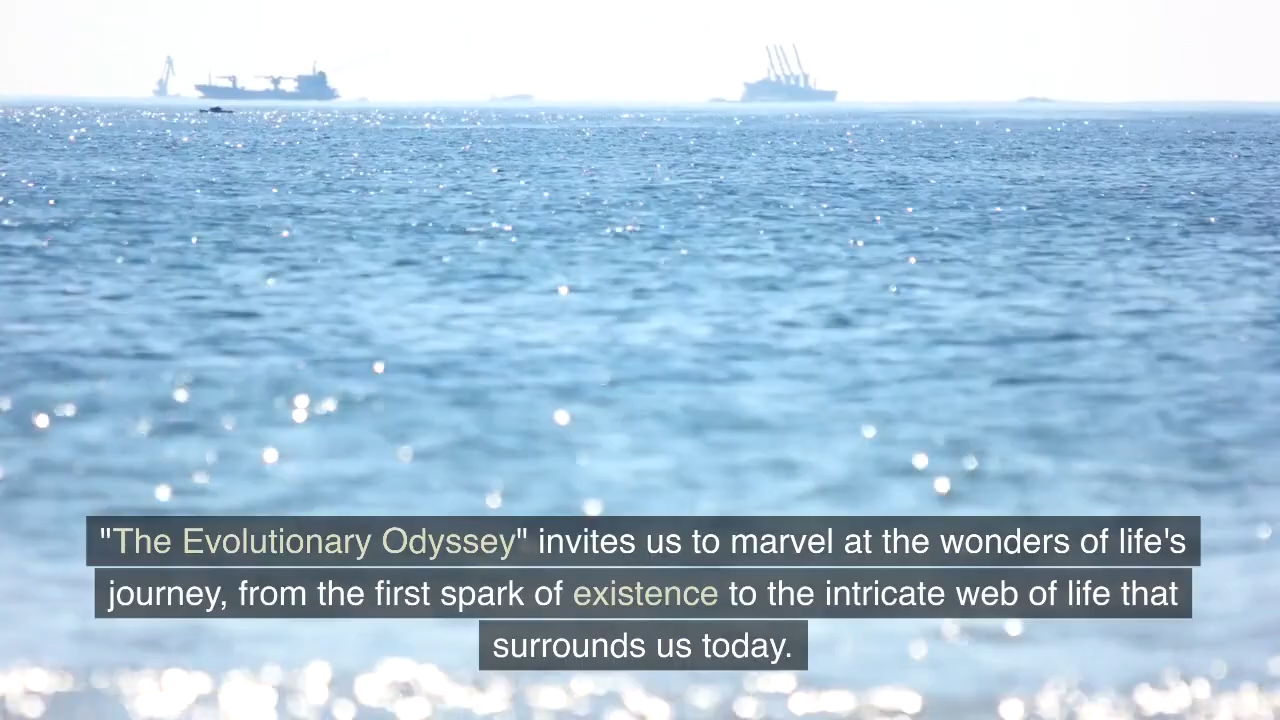 "The Evolutionary Odyssey" invites us to marvel at the wonders of life's
journey, from the first spark of existence to the intricate web of life that
surrounds us today.